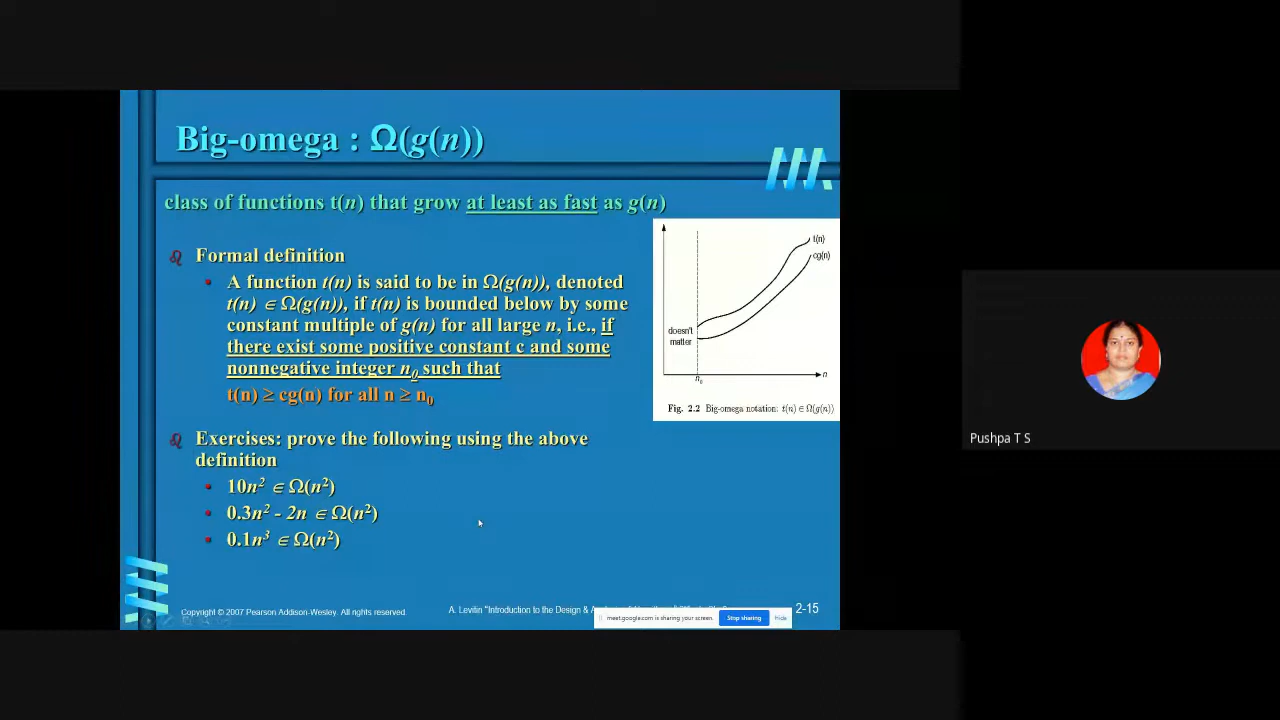 Big-omega : Ω(g(n))
class of functions t(n) that grow at least as fast as g(n)
Formal definition
A function t(n) is said to be in Ω(g(n)), denoted
t(n) ∈ Ω(g(n)), if t(n) is bounded below by some
constant multiple of g(n) for all large n, i.e., if
there exist some positive constant c and some
nonnegative integer n₀ such that
t(n) ≥ cg(n) for all n ≥ n₀
Exercises: prove the following using the above
definition
10n² ∈ Ω(n²)
0.3n² - 2n ∈ Ω(n²)
0.1n³ ∈ Ω(n²)
t(n)
cg(n)
doesn't
matter
n₀
n
Fig. 2.2 Big-omega notation: t(n) ∈ Ω(g(n))
Copyright © 2007 Pearson Addison-Wesley. All rights reserved.
A. Levitin "Introduction to the Design &
2-15
meet.google.com is sharing your screen.
Stop sharing
Hide
Pushpa T S